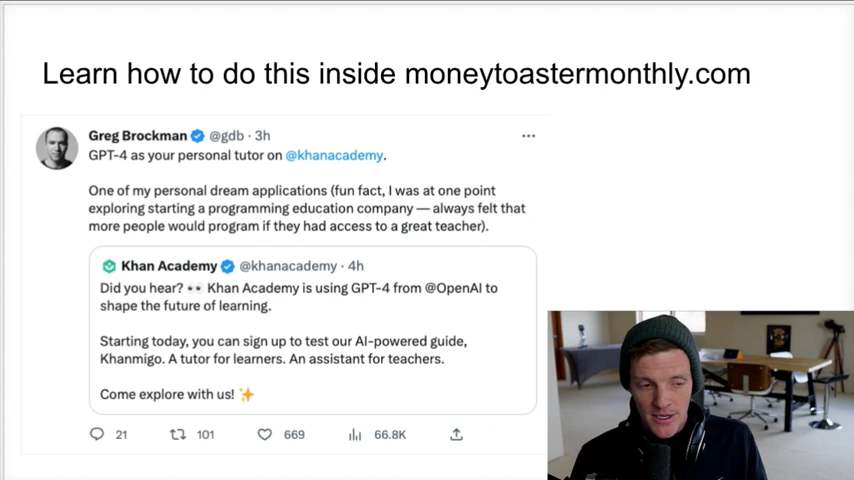 Learn how to do this inside moneytoastermonthly.com
Greg Brockman @gdb · 3h
GPT-4 as your personal tutor on @khanacademy.
One of my personal dream applications (fun fact, I was at one point
exploring starting a programming education company — always felt that
more people would program if they had access to a great teacher).
Khan Academy @khanacademy · 4h
Did you hear? 👀 Khan Academy is using GPT-4 from @OpenAI to
shape the future of learning.
Starting today, you can sign up to test our AI-powered guide,
Khanmigo. A tutor for learners. An assistant for teachers.
Come explore with us! ✨
21 101 669 66.8K